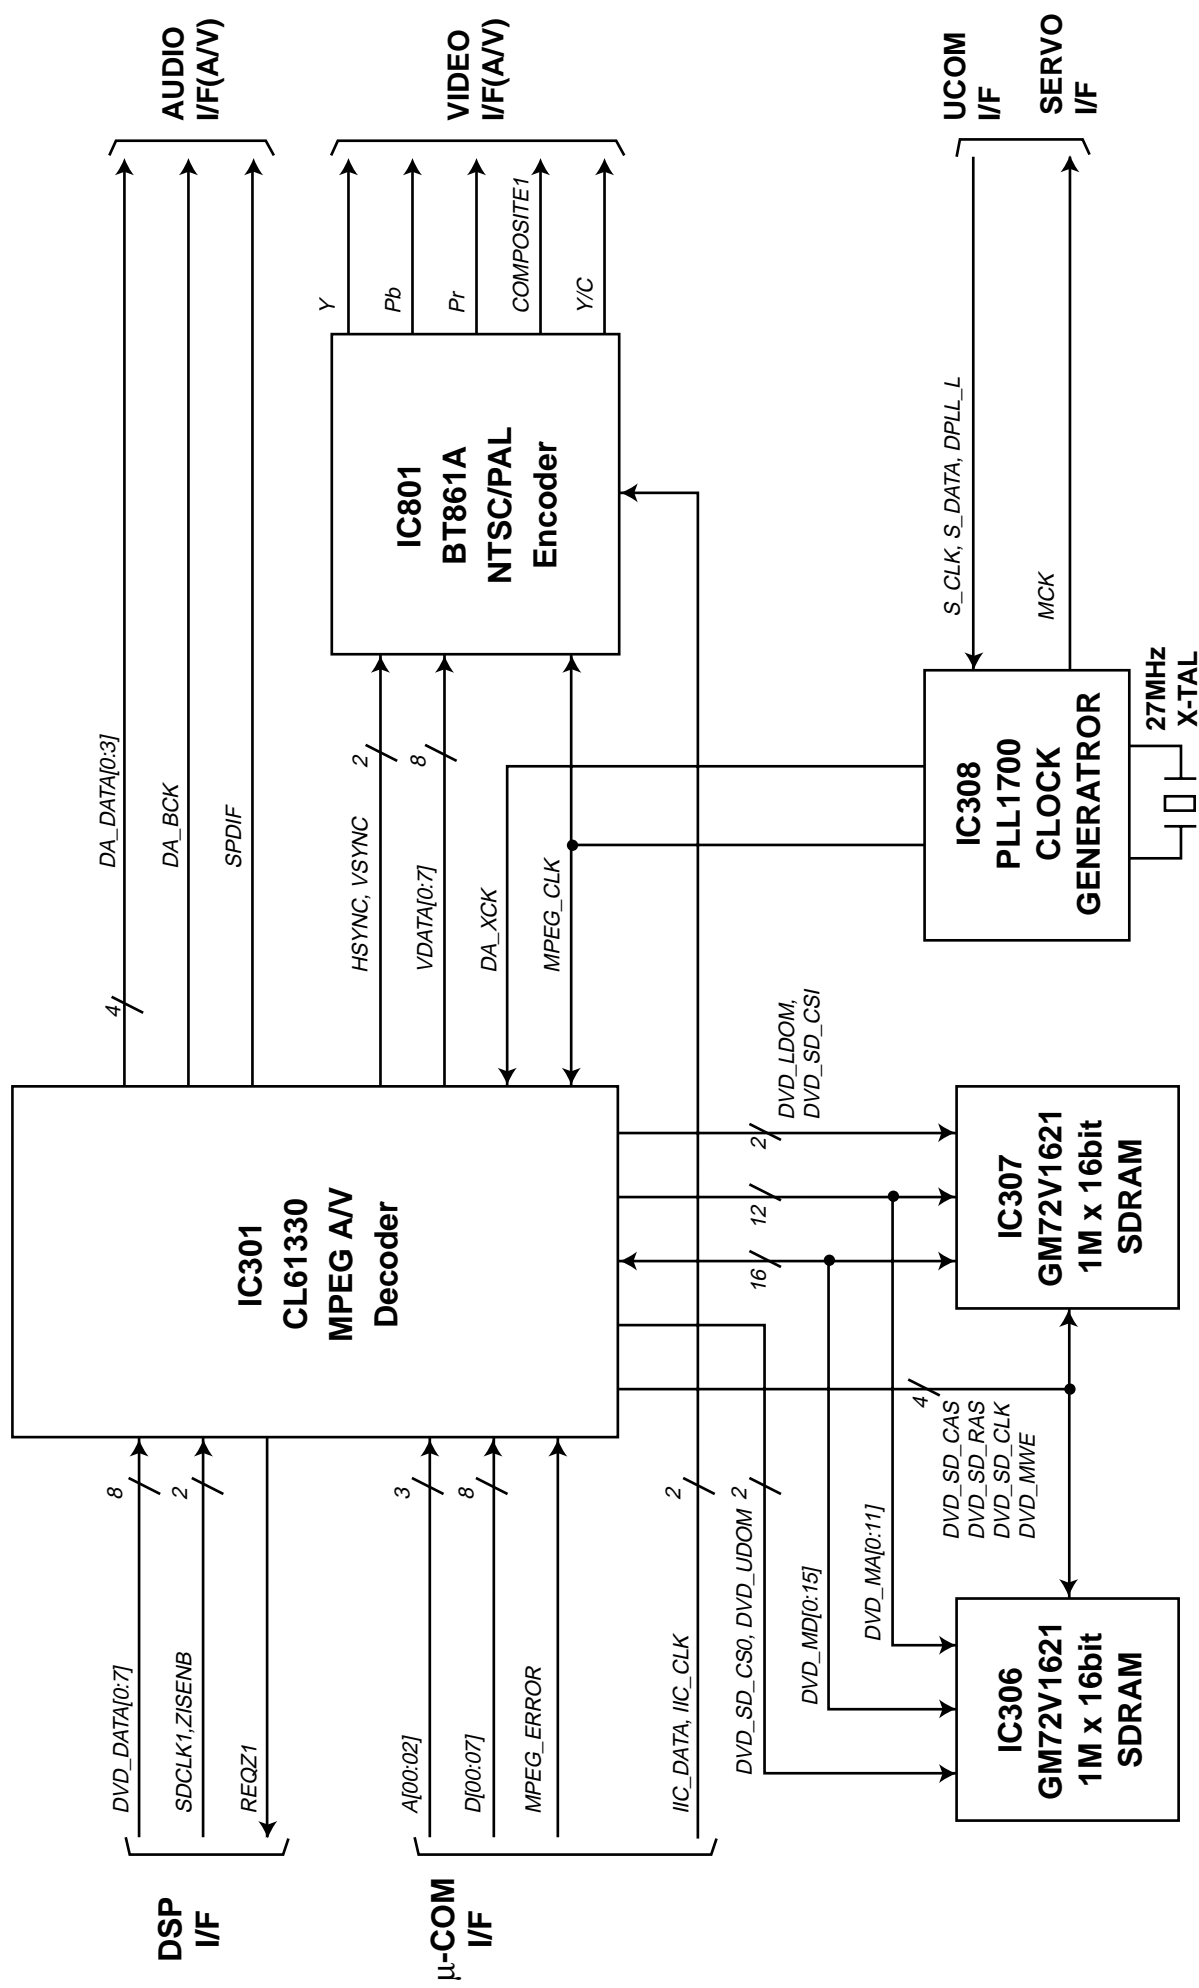 DSP
I/F
DVD_DATA[0:7]
8
SDCLK1,ZISENB
2
REQZ1
µ-COM
I/F
A[00:02]
3
D[00:07]
8
MPEG_ERROR
IIC_DATA, IIC_CLK
2
IC301
CL61330
MPEG A/V
Decoder
4
DA_DATA[0:3]
DA_BCK
SPDIF
AUDIO
I/F(A/V)
HSYNC, VSYNC
2
VDATA[0:7]
8
DA_XCK
MPEG_CLK
IC801
BT861A
NTSC/PAL
Encoder
Y
Pb
Pr
COMPOSITE1
Y/C
VIDEO
I/F(A/V)
DVD_SD_CS0, DVD_UDOM
2
DVD_MD[0:15]
16
DVD_MA[0:11]
12
2
DVD_LDOM,
DVD_SD_CSI
4
DVD_SD_CAS
DVD_SD_RAS
DVD_SD_CLK
DVD_MWE
IC306
GM72V1621
1M x 16bit
SDRAM
IC307
GM72V1621
1M x 16bit
SDRAM
IC308
PLL1700
CLOCK
GENERATROR
27MHz
X-TAL
S_CLK, S_DATA, DPLL_L
MCK
UCOM
I/F
SERVO
I/F